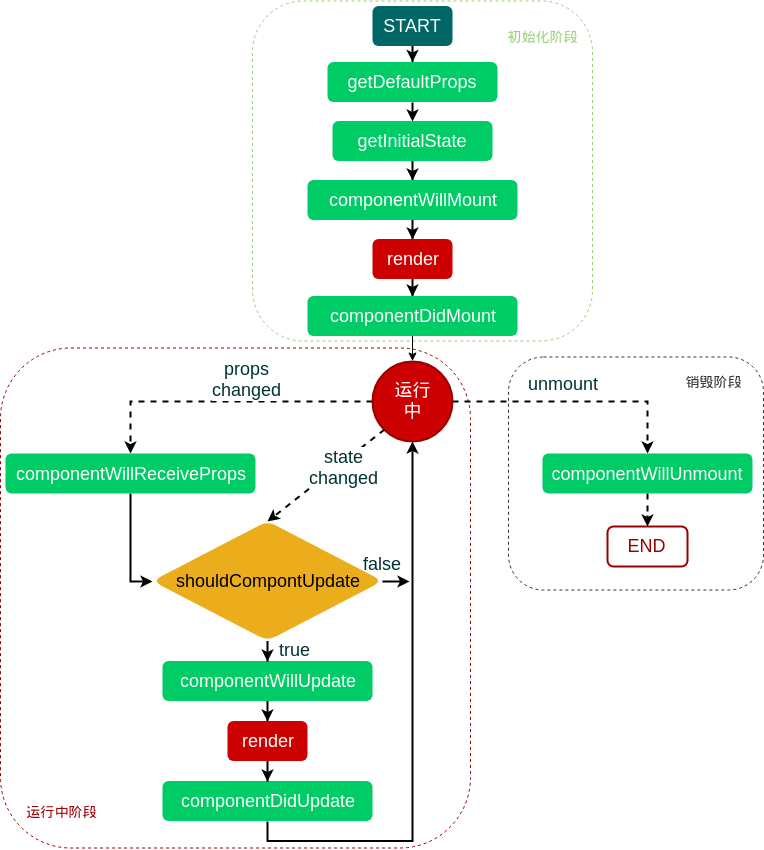 START
初始化阶段
getDefaultProps
getInitialState
componentWillMount
render
componentDidMount
运行
中
props
changed
unmount
销毁阶段
state
changed
componentWillReceiveProps
componentWillUnmount
END
shouldCompontUpdate
false
true
componentWillUpdate
render
componentDidUpdate
运行中阶段